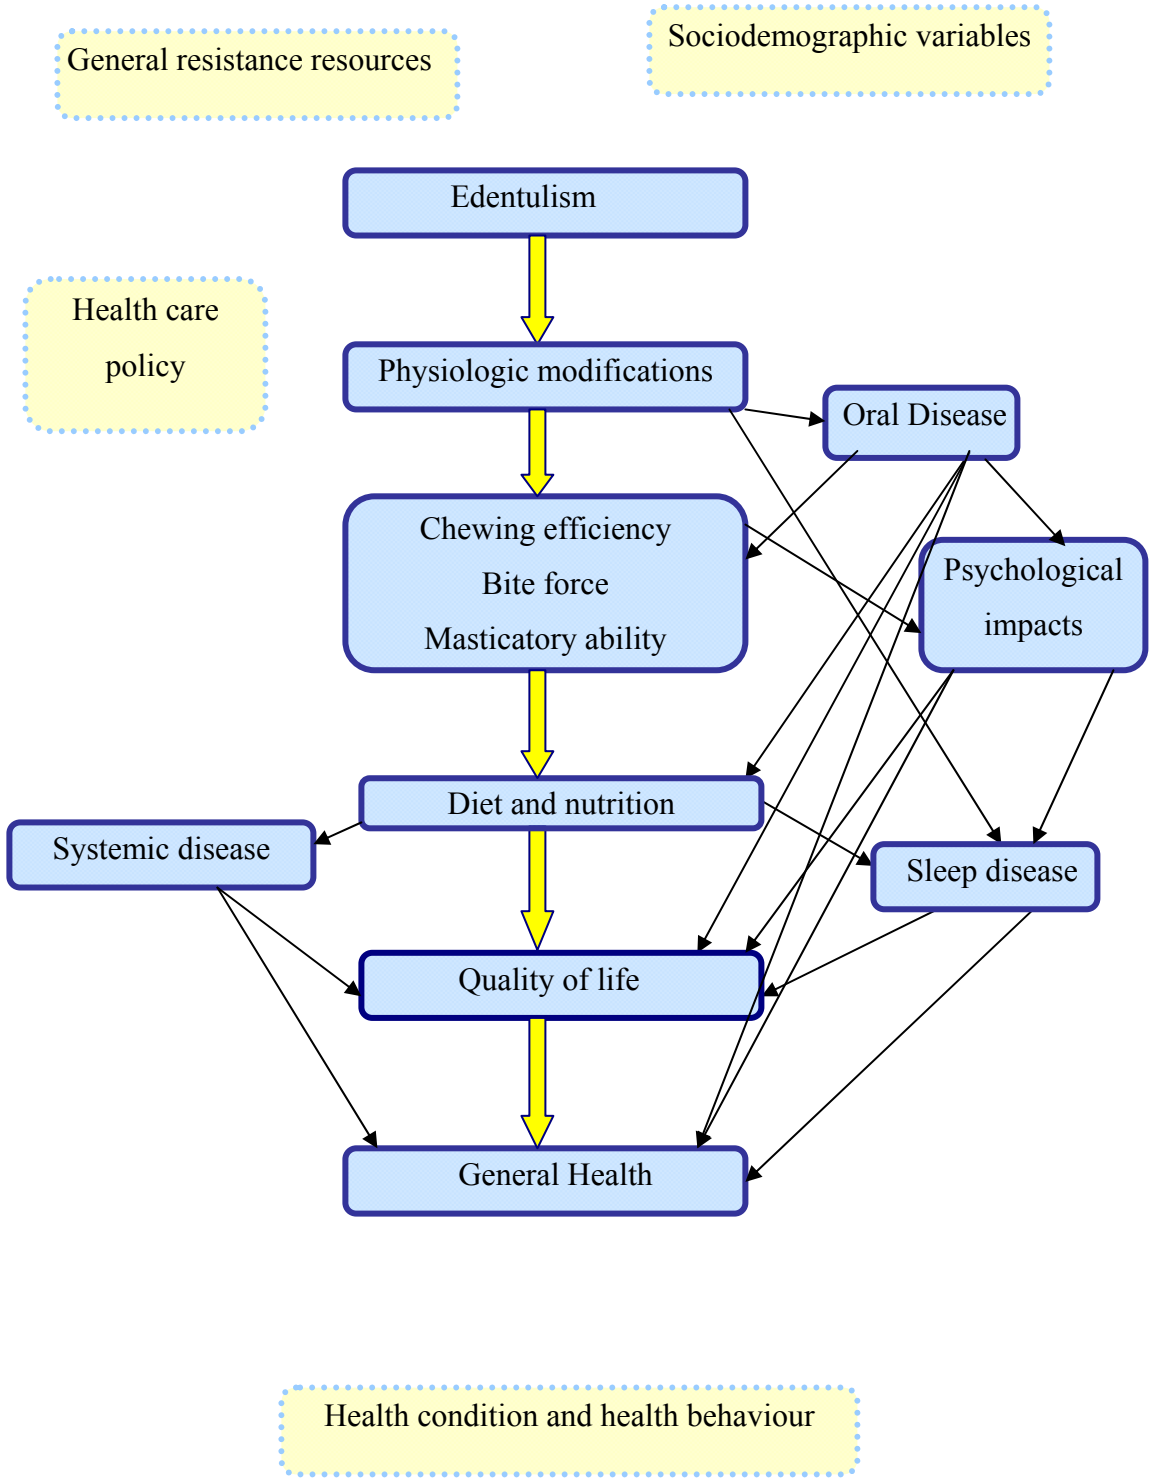 General resistance resources
Sociodemographic variables
Edentulism
Health care
policy
Physiologic modifications
Oral Disease
Chewing efficiency
Bite force
Masticatory ability
Psychological
impacts
Diet and nutrition
Systemic disease
Sleep disease
Quality of life
General Health
Health condition and health behaviour